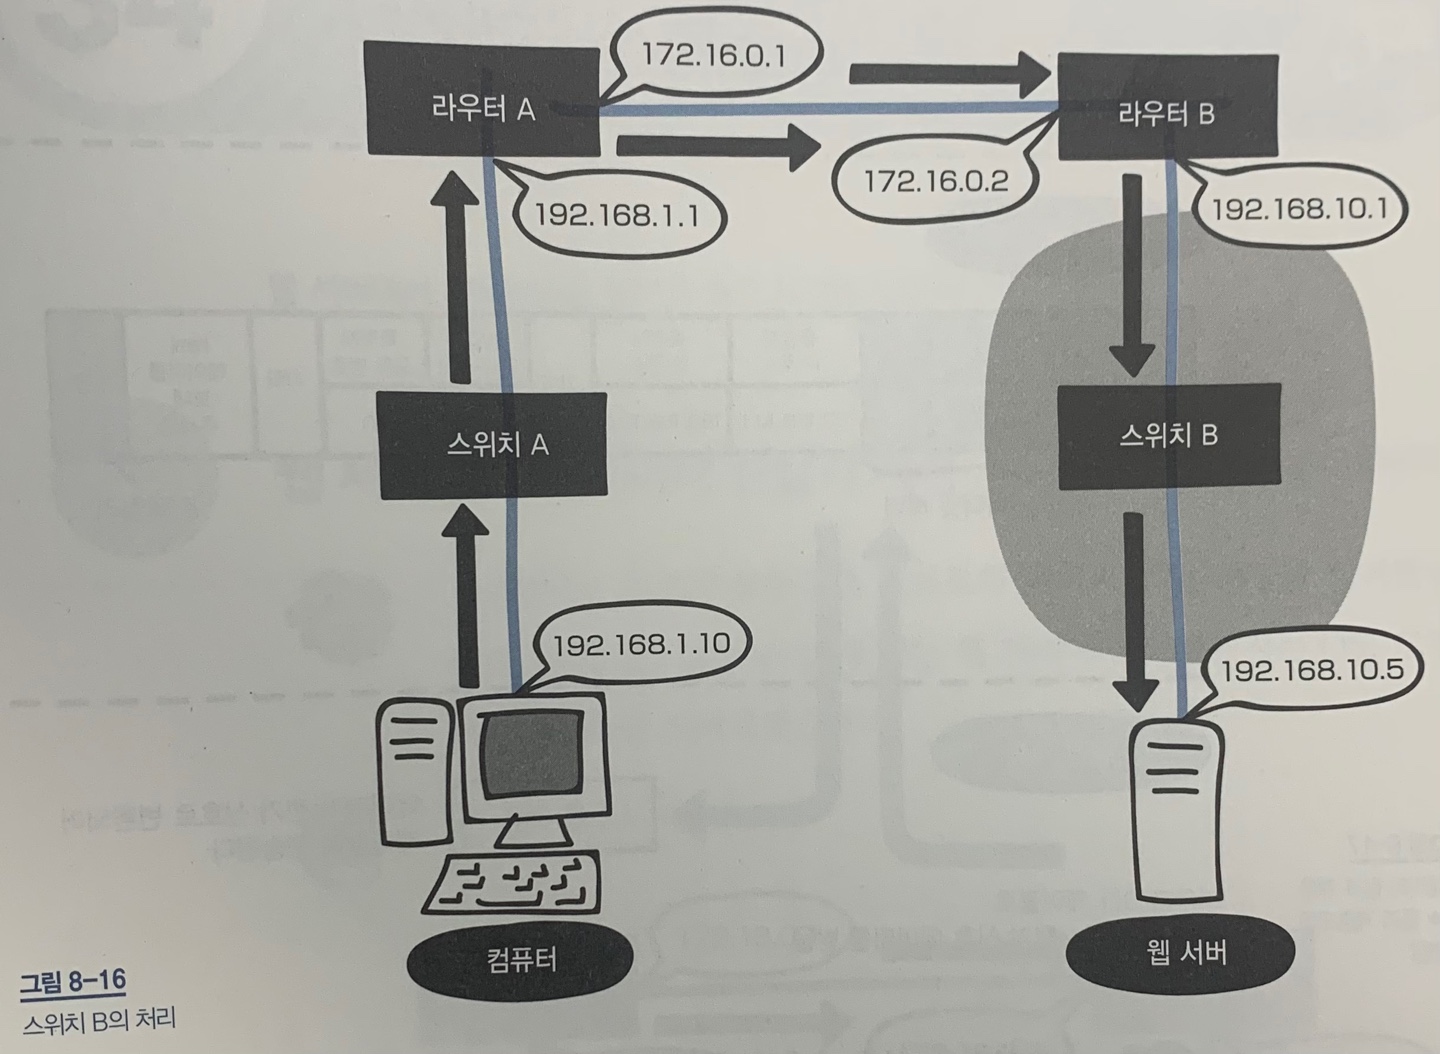 172.16.0.1
라우터 A
라우터 B
172.16.0.2
192.168.1.1
192.168.10.1
스위치 A
스위치 B
192.168.1.10
192.168.10.5
컴퓨터
웹 서버
그림 8-16
스위치 B의 처리